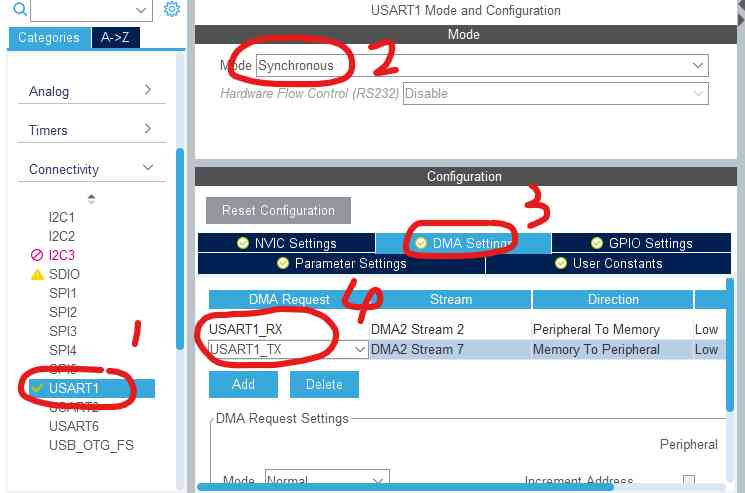 USART1 Mode and Configuration
Categories A->Z
Mode
Mode Synchronous 2
Hardware Flow Control (RS232) Disable
Analog
Timers
Connectivity
Configuration
Reset Configuration
3
NVIC Settings DMA Settings GPIO Settings
Parameter Settings User Constants
I2C1
I2C2
I2C3
SDIO
SPI1
SPI2
SPI3
SPI4
SPI5
1
USART1
USART2
USART6
USB_OTG_FS
DMA Request 4 Stream Direction
USART1_RX DMA2 Stream 2 Peripheral To Memory Low
USART1_TX DMA2 Stream 7 Memory To Peripheral Low
Add Delete
DMA Request Settings
Peripheral
Mode Normal Increment Address